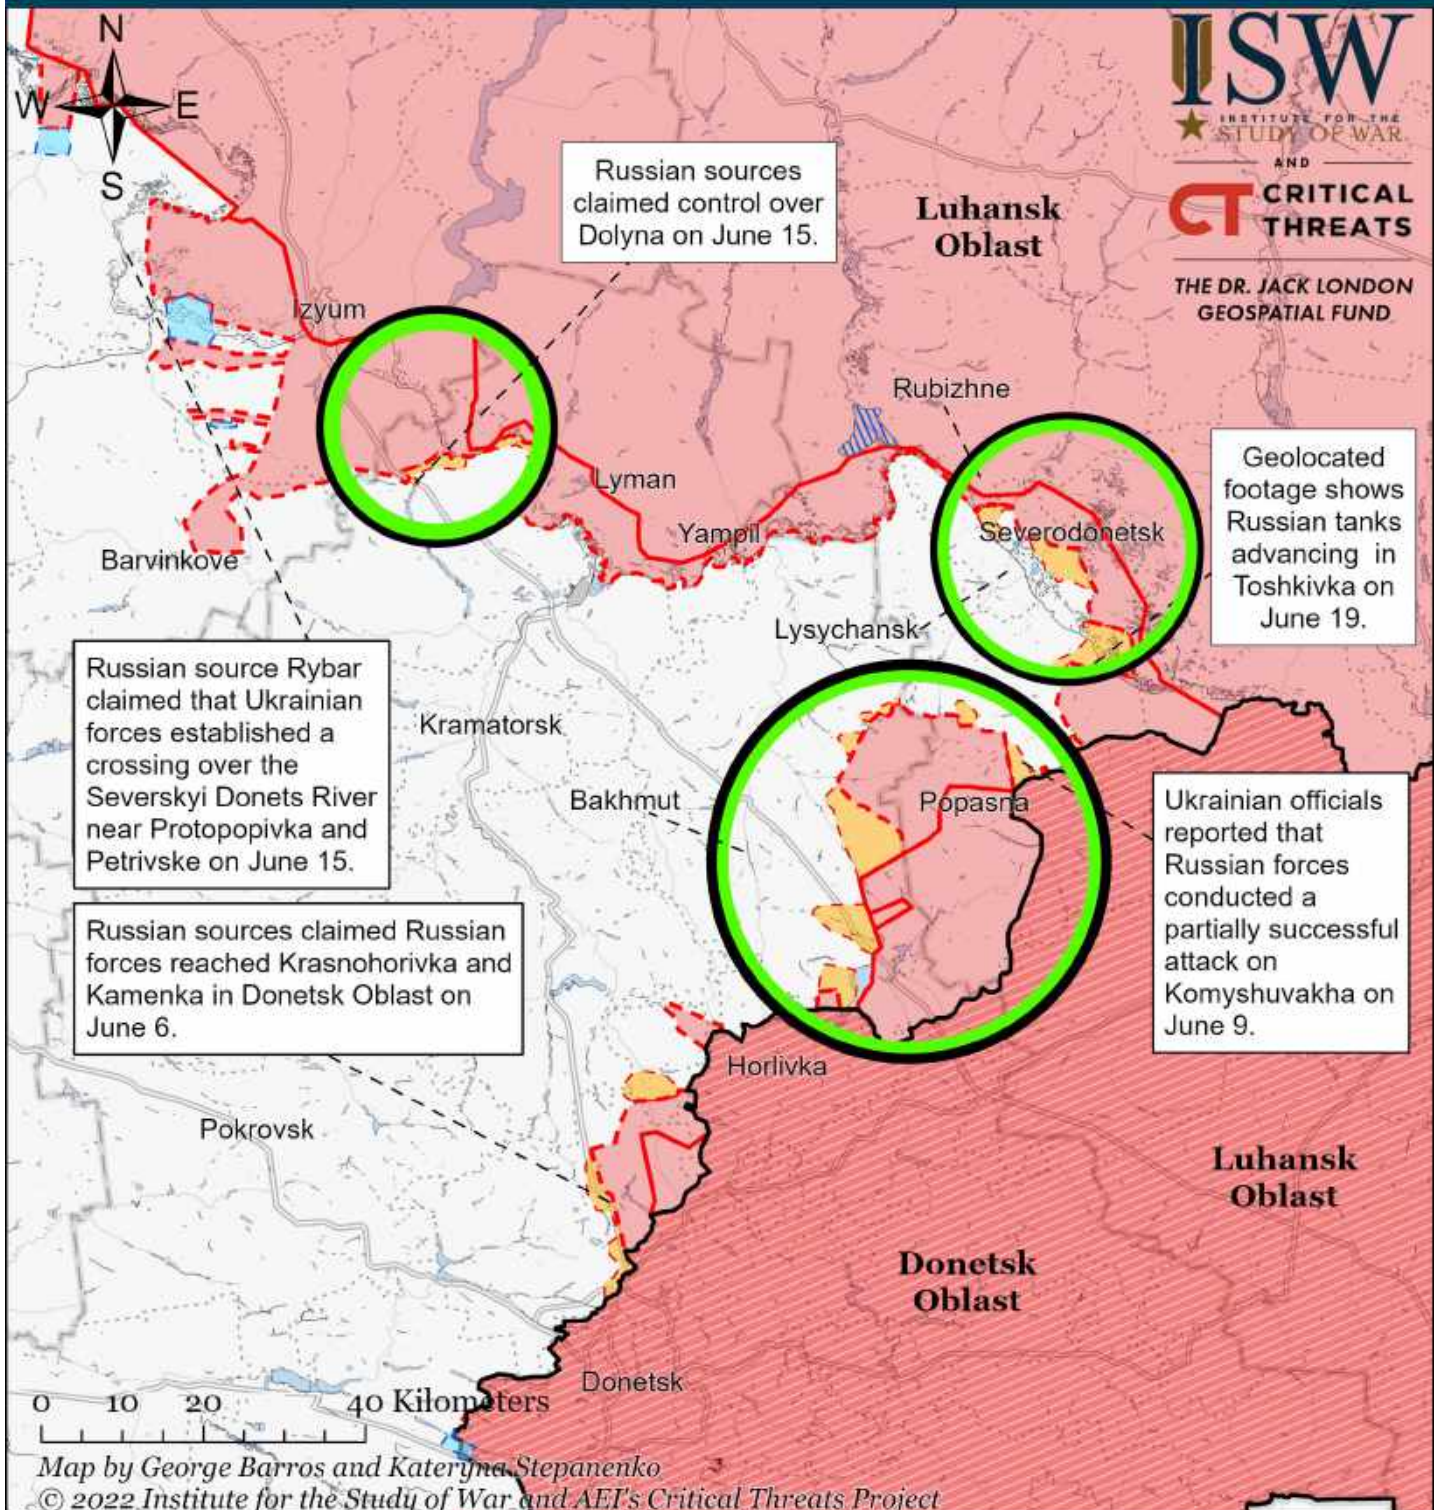 N
W E
S
ISW
INSTITUTE FOR THE
STUDY OF WAR
AND
CT CRITICAL
THREATS
THE DR. JACK LONDON
GEOSPATIAL FUND
Russian sources
claimed control over
Dolyna on June 15.
Luhansk
Oblast
Izyum
Rubizhne
Lyman
Yampil
Severodonetsk
Geolocated
footage shows
Russian tanks
advancing in
Toshkivka on
June 19.
Barvinkove
Lysychansk
Russian source Rybar
claimed that Ukrainian
forces established a
crossing over the
Severskyi Donets River
near Protopopivka and
Petrivske on June 15.
Kramatorsk
Bakhmut
Popasna
Ukrainian officials
reported that
Russian forces
conducted a
partially successful
attack on
Komyshuvakha on
June 9.
Russian sources claimed Russian
forces reached Krasnohorivka and
Kamenka in Donetsk Oblast on
June 6.
Horlivka
Pokrovsk
Luhansk
Oblast
Donetsk
Oblast
Donetsk
0 10 20 40 Kilometers
Map by George Barros and Kateryna Stepanenko
© 2022 Institute for the Study of War and AEI's Critical Threats Project